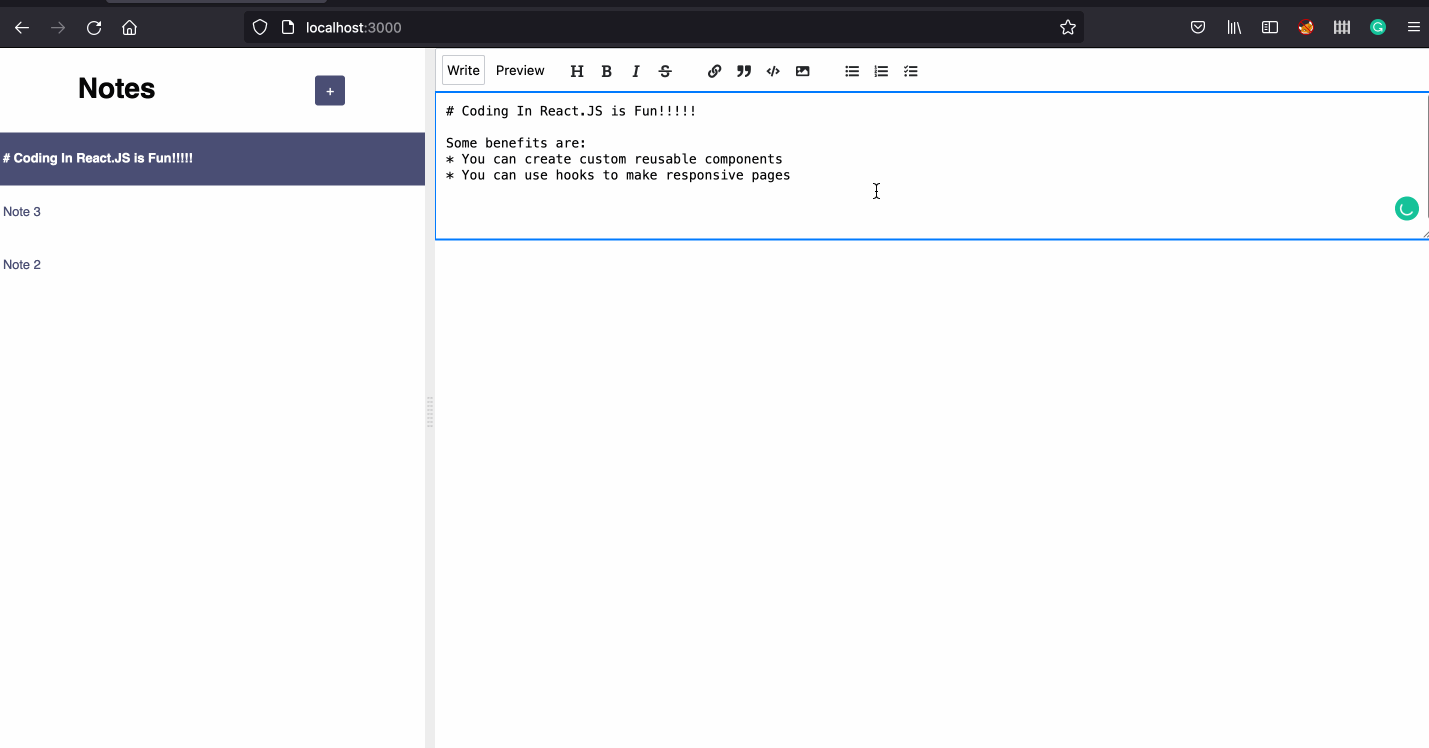 localhost:3000
Notes
+
# Coding In React.JS is Fun!!!!!
Note 3
Note 2
Write Preview H B I S
# Coding In React.JS is Fun!!!!!
Some benefits are:
* You can create custom reusable components
* You can use hooks to make responsive pages